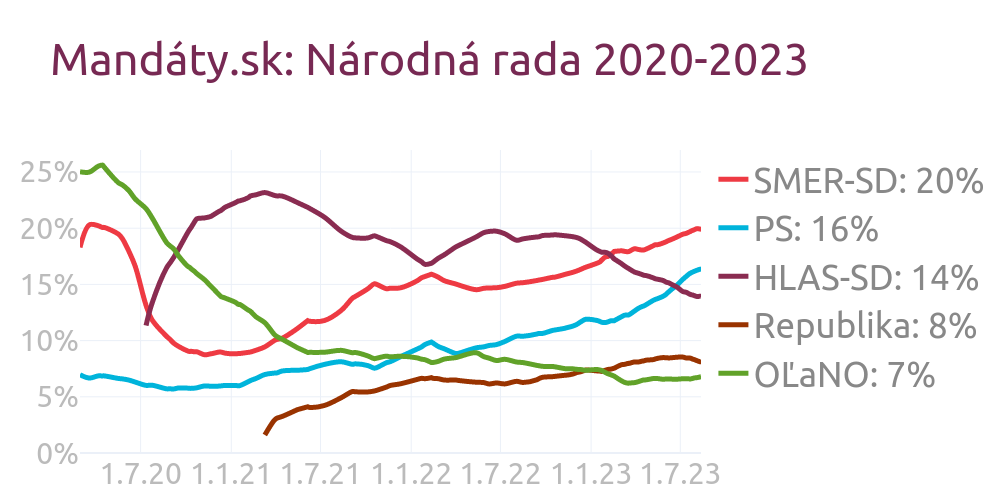 Mandáty.sk: Národná rada 2020-2023
25%
20%
15%
10%
5%
0%
1.7.20 1.1.21 1.7.21 1.1.22 1.7.22 1.1.23 1.7.23
SMER-SD: 20%
PS: 16%
HLAS-SD: 14%
Republika: 8%
OĽaNO: 7%